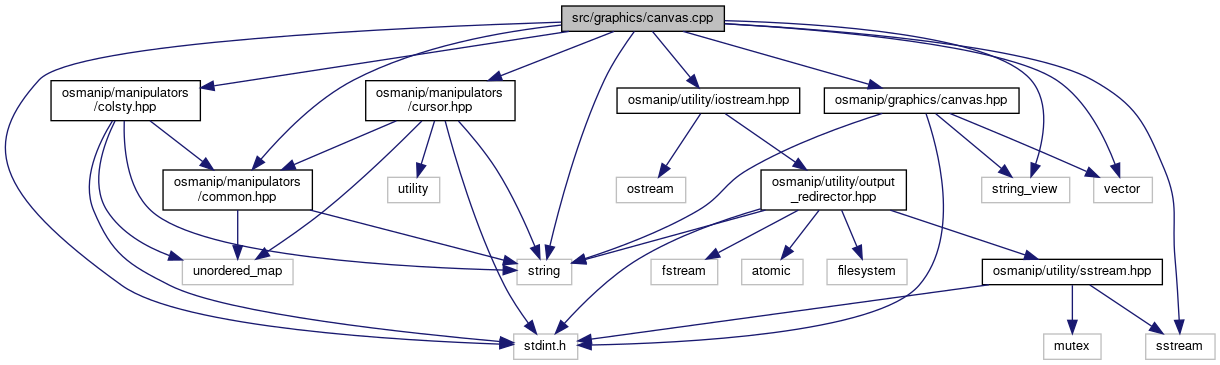 src/graphics/canvas.cpp
osmanip/manipulators
/colsty.hpp
osmanip/manipulators
/cursor.hpp
osmanip/utility/iostream.hpp
osmanip/graphics/canvas.hpp
osmanip/manipulators
/common.hpp
utility
ostream
osmanip/utility/output
_redirector.hpp
string_view
vector
unordered_map
string
fstream
atomic
filesystem
osmanip/utility/sstream.hpp
stdint.h
mutex
sstream